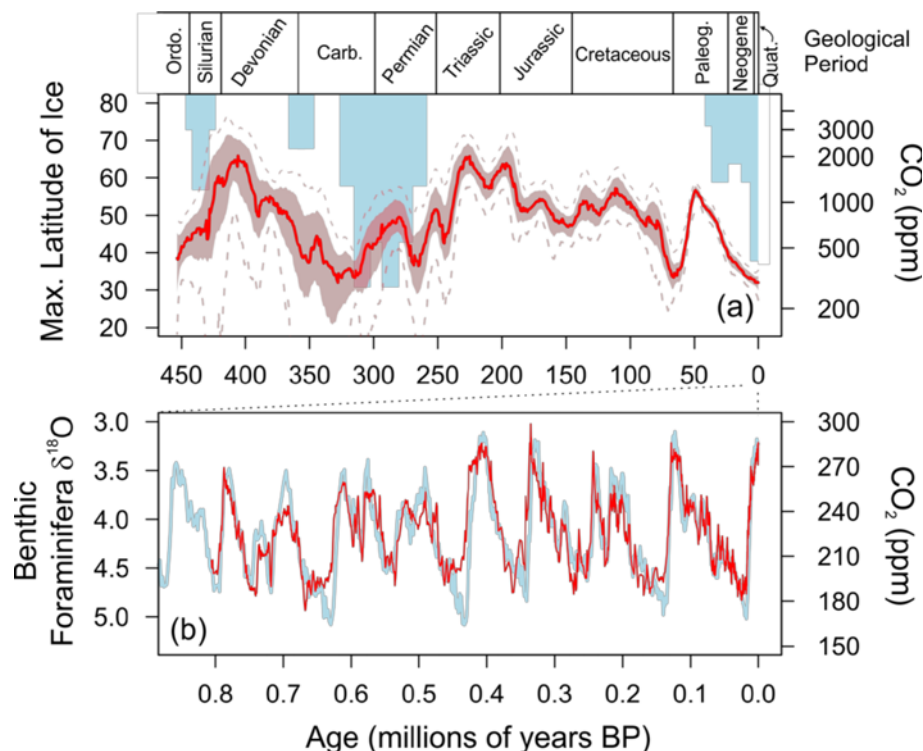 Ordo. Silurian Devonian Carb. Permian Triassic Jurassic Cretaceous Paleog. Neogene Quat.
Geological
Period
Max. Latitude of Ice
80
70
60
50
40
30
20
(a)
3000
2000
1000
500
200
CO₂ (ppm)
450 400 350 300 250 200 150 100 50 0
Benthic
Foraminifera δ¹⁸O
3.0
3.5
4.0
4.5
5.0
(b)
300
270
240
210
180
150
CO₂ (ppm)
0.8 0.7 0.6 0.5 0.4 0.3 0.2 0.1 0.0
Age (millions of years BP)